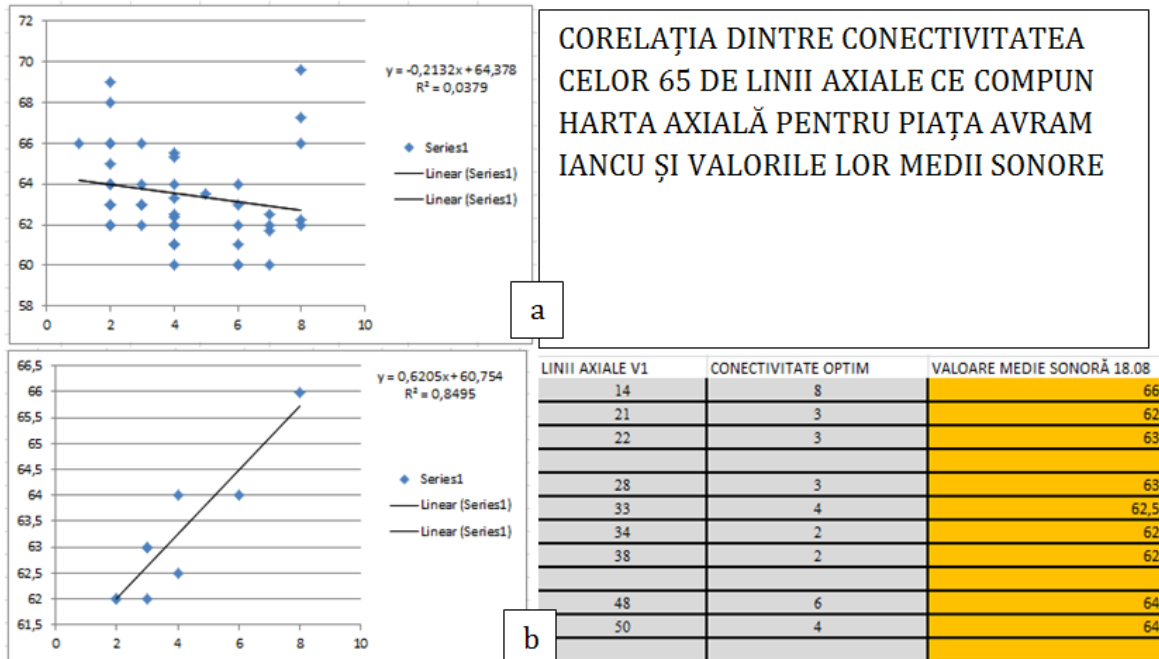 72
70
68
66
64
62
60
58
0 2 4 6 8 10
y = -0,2132x + 64,378
R² = 0,0379
Series1
Linear (Series1)
Linear (Series1)
a
CORELAȚIA DINTRE CONECTIVITATEA
CELOR 65 DE LINII AXIALE CE COMPUN
HARTA AXIALĂ PENTRU PIAȚA AVRAM
IANCU ȘI VALORILE LOR MEDII SONORE
66,5
66
65,5
65
64,5
64
63,5
63
62,5
62
61,5
0 2 4 6 8 10
y = 0,6205x + 60,754
R² = 0,8495
Series1
Linear (Series1)
Linear (Series1)
b
LINII AXIALE V1 CONECTIVITATE OPTIM VALOARE MEDIE SONORĂ 18.08
14 8 66
21 3 62
22 3 63
28 3 63
33 4 62,5
34 2 62
38 2 62
48 6 64
50 4 64